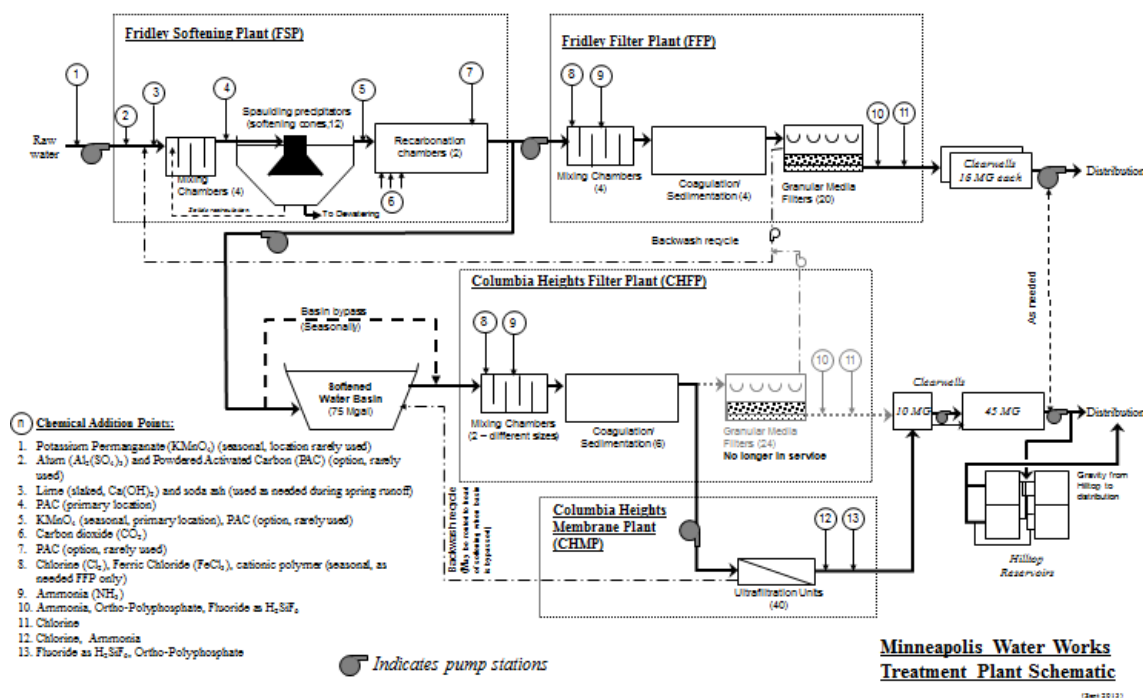 Fridley Softening Plant (FSP)
Fridley Filter Plant (FFP)
1
2
3
4
5
7
8
9
10
11
Raw
water
Spaulding precipitators
(softening cones,12)
Recarbonation
chambers (2)
Mixing
Chambers (4)
To Dewatering
6
Mixing Chambers
(4)
Coagulation/
Sedimentation (4)
Granular Media
Filters (20)
Clearwells
16 MG each
Distribution
Backwash recycle
As needed
Columbia Heights Filter Plant (CHFP)
Basin bypass
(Seasonally)
8
9
10
11
Softened
Water Basin
(75 Mgal)
Mixing Chambers
(2 – different sizes)
Coagulation/
Sedimentation (6)
Granular Media
Filters (24)
No longer in service
Clearwells
10 MG
45 MG
Distribution
Gravity from
Hilltop to
distribution
Hilltop
Reservoirs
Backwash recycle
(May be routed to head
of softening when basin
is bypassed)
Columbia Heights
Membrane Plant
(CHMP)
12
13
Ultrafiltration Units
(40)
n Chemical Addition Points:
1. Potassium Permanganate (KMnO₄) (seasonal, location rarely used)
2. Alum (Al₂(SO₄)₃) and Powdered Activated Carbon (PAC) (option, rarely
used)
3. Lime (slaked, Ca(OH)₂) and soda ash (used as needed during spring runoff)
4. PAC (primary location)
5. KMnO₄ (seasonal, primary location), PAC (option, rarely used)
6. Carbon dioxide (CO₂)
7. PAC (option, rarely used)
8. Chlorine (Cl₂), Ferric Chloride (FeCl₃), cationic polymer (seasonal, as
needed FFP only)
9. Ammonia (NH₃)
10. Ammonia, Ortho-Polyphosphate, Fluoride as H₂SiF₆
11. Chlorine
12. Chlorine, Ammonia
13. Fluoride as H₂SiF₆, Ortho-Polyphosphate
Indicates pump stations
Minneapolis Water Works
Treatment Plant Schematic